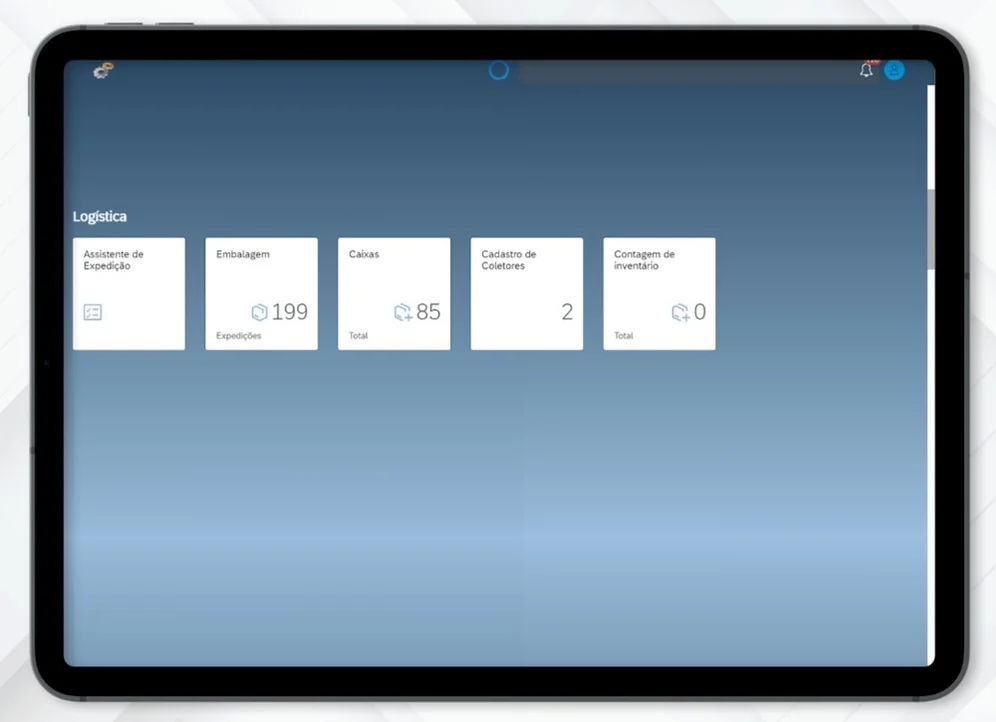 Logística
Assistente de
Expedição
Embalagem
199
Expedições
Caixas
85
Total
Cadastro de
Coletores
2
Contagem de
inventário
0
Total